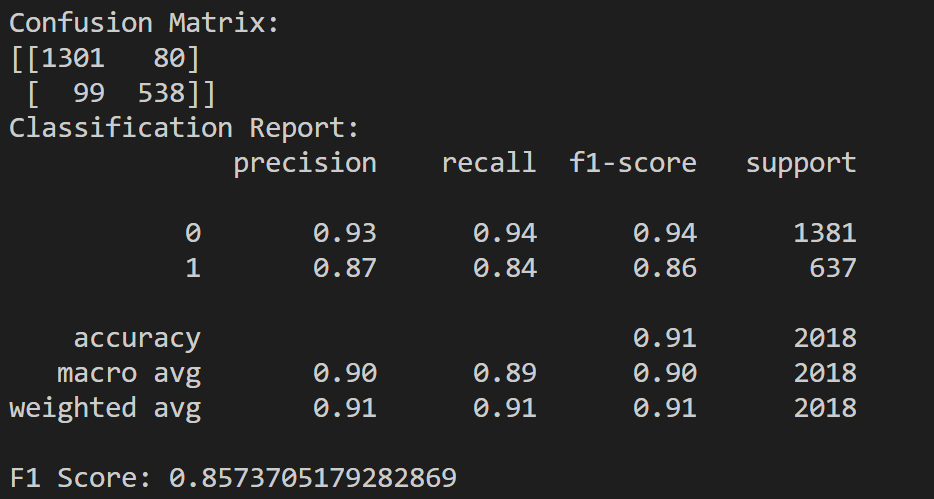 Confusion Matrix:
[[1301   80]
 [  99  538]]
Classification Report:
              precision    recall  f1-score   support

           0       0.93      0.94      0.94      1381
           1       0.87      0.84      0.86       637

    accuracy                           0.91      2018
   macro avg       0.90      0.89      0.90      2018
weighted avg       0.91      0.91      0.91      2018

F1 Score: 0.8573705179282869